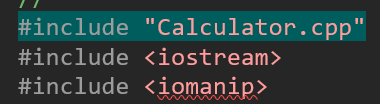 //
#include "Calculator.cpp"
#include <iostream>
#include <iomanip>